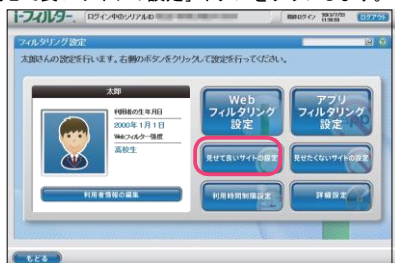 i-フィルター ログイン中のシリアルID 前回ログイン ログアウト
フィルタリング設定
太郎さんの設定を行います。右側のボタンをクリックして設定を行ってください。
太郎
利用者の生年月日
2000年1月1日
Webフィルター強度
高校生
利用者情報の編集
Web
フィルタリング
設定
アプリ
フィルタリング
設定
見せて良いサイトの設定
見せたくないサイトの設定
利用時間制限設定
詳細設定
もどる